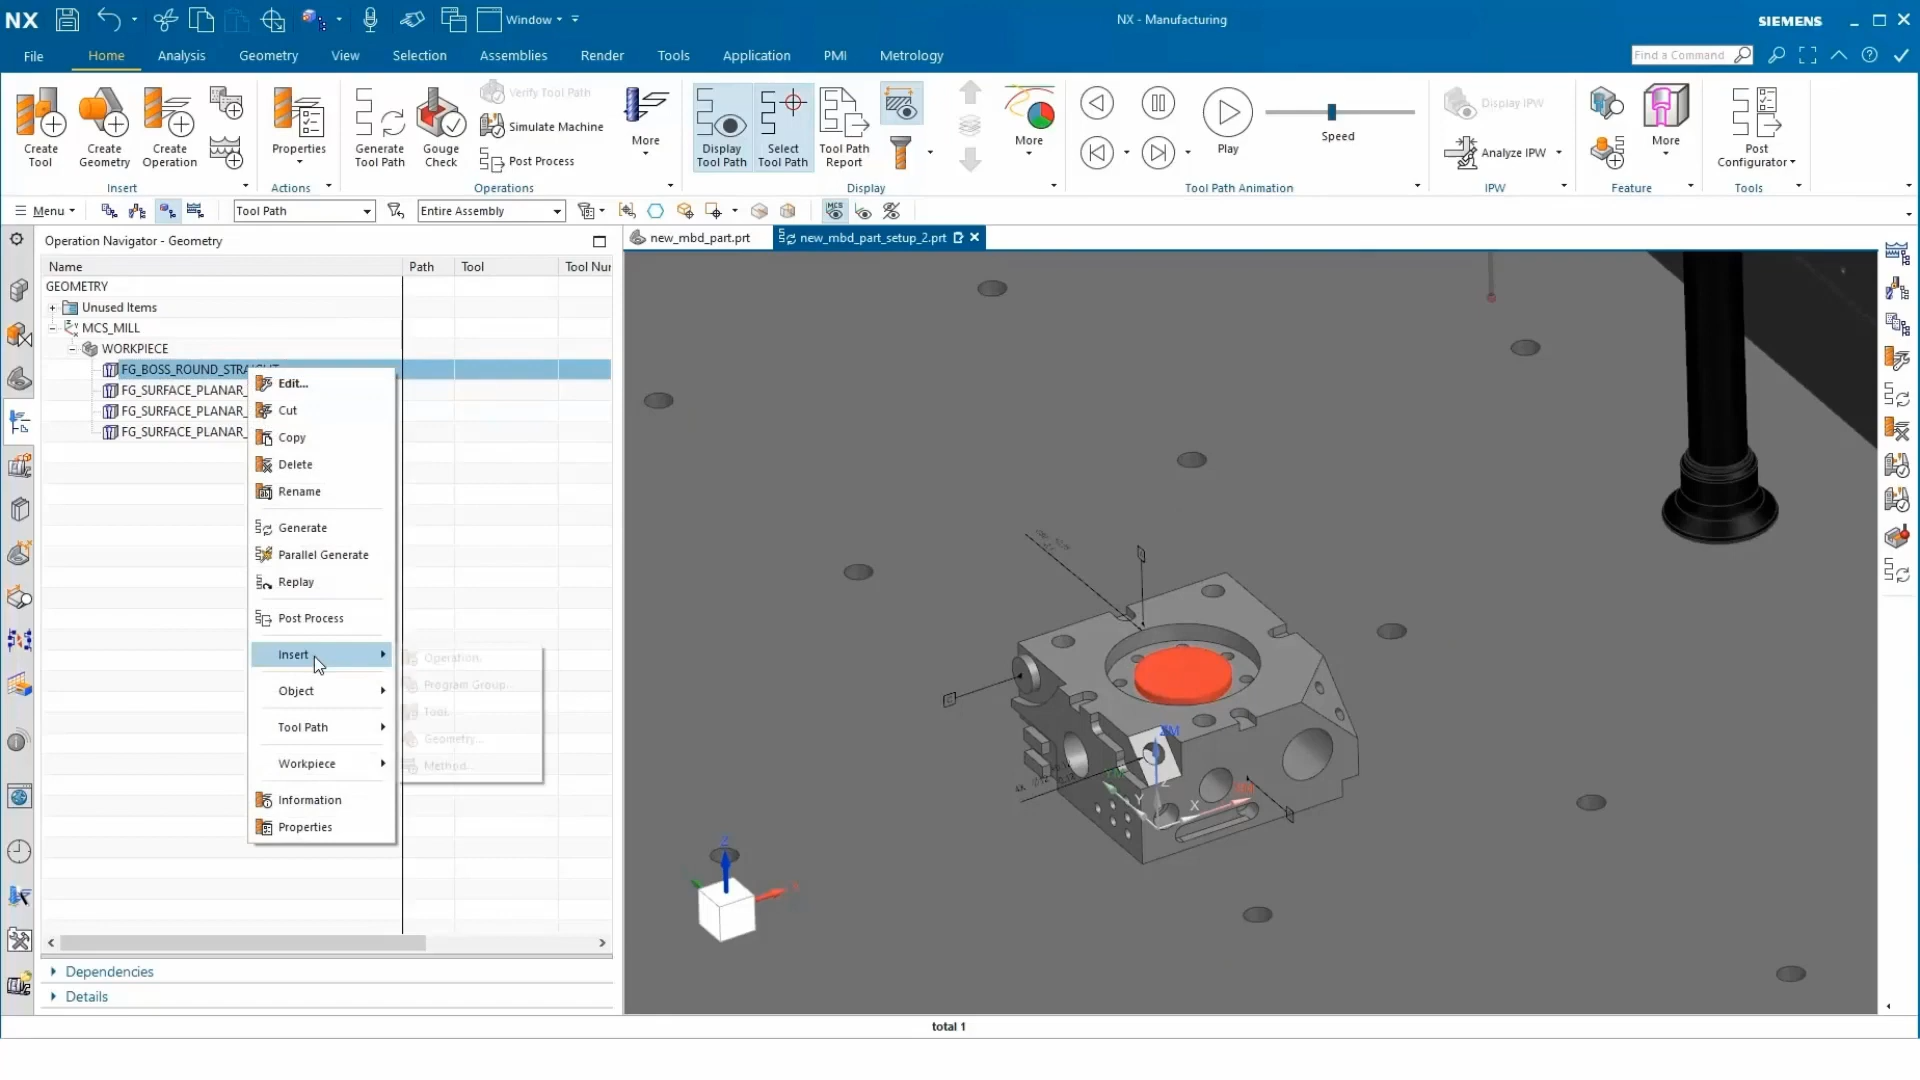 NX
Window
NX - Manufacturing
SIEMENS
File
Home
Analysis
Geometry
View
Selection
Assemblies
Render
Tools
Application
PMI
Metrology
Find a Command
Create Tool
Create Geometry
Create Operation
Properties
Generate Tool Path
Gouge Check
Verify Tool Path
Simulate Machine
Post Process
More
Display Tool Path
Select Tool Path
Tool Path Report
More
Play
Speed
Display IPW
Analyze IPW
More
Post Configurator
Insert
Actions
Operations
Display
Tool Path Animation
IPW
Feature
Tools
Menu
Tool Path
Entire Assembly
MCS
Operation Navigator - Geometry
new_mbd_part.prt
new_mbd_part_setup_2.prt
Name
Path
Tool
Tool Nur
GEOMETRY
Unused Items
MCS_MILL
WORKPIECE
FG_BOSS_ROUND_STRAIGHT
FG_SURFACE_PLANAR_
FG_SURFACE_PLANAR_
FG_SURFACE_PLANAR_
Edit...
Cut
Copy
Delete
Rename
Generate
Parallel Generate
Replay
Post Process
Insert
Object
Tool Path
Workpiece
Information
Properties
Operation...
Program Group...
Tool...
Geometry...
Method...
ZM
Z
Y
X
Dependencies
Details
total 1